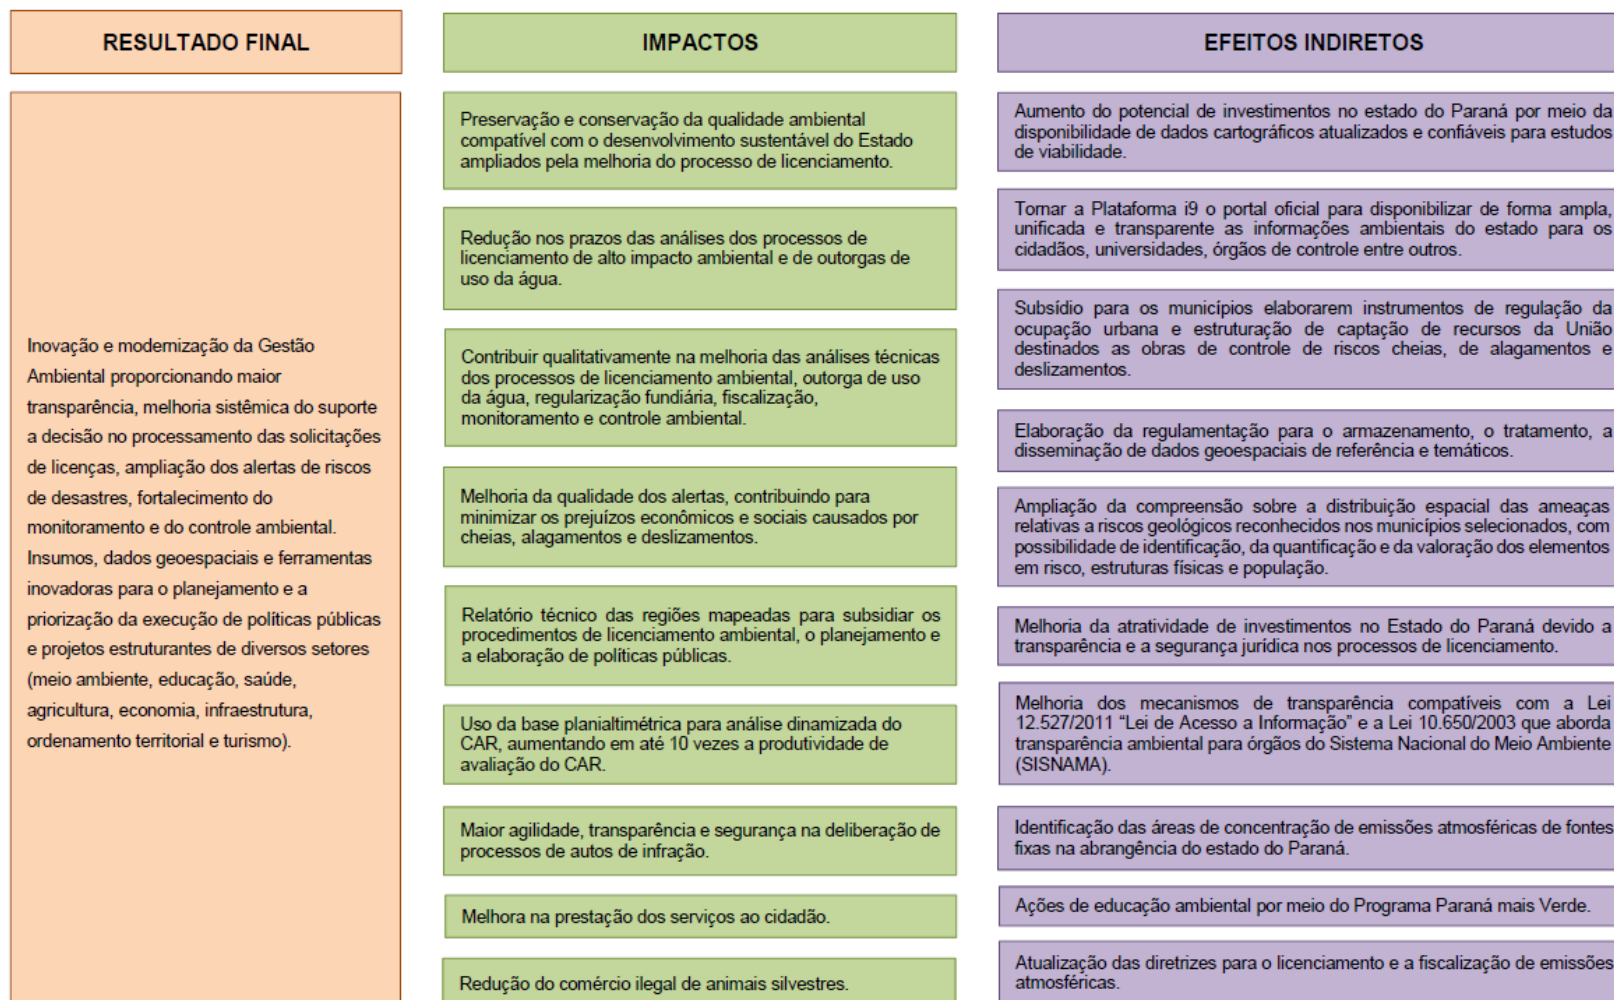 RESULTADO FINAL
Inovação e modernização da Gestão
Ambiental proporcionando maior
transparência, melhoria sistêmica do suporte
a decisão no processamento das solicitações
de licenças, ampliação dos alertas de riscos
de desastres, fortalecimento do
monitoramento e do controle ambiental.
Insumos, dados geoespaciais e ferramentas
inovadoras para o planejamento e a
priorização da execução de políticas públicas
e projetos estruturantes de diversos setores
(meio ambiente, educação, saúde,
agricultura, economia, infraestrutura,
ordenamento territorial e turismo).
IMPACTOS
Preservação e conservação da qualidade ambiental
compatível com o desenvolvimento sustentável do Estado
ampliados pela melhoria do processo de licenciamento.
Redução nos prazos das análises dos processos de
licenciamento de alto impacto ambiental e de outorgas de
uso da água.
Contribuir qualitativamente na melhoria das análises técnicas
dos processos de licenciamento ambiental, outorga de uso
da água, regularização fundiária, fiscalização,
monitoramento e controle ambiental.
Melhoria da qualidade dos alertas, contribuindo para
minimizar os prejuízos econômicos e sociais causados por
cheias, alagamentos e deslizamentos.
Relatório técnico das regiões mapeadas para subsidiar os
procedimentos de licenciamento ambiental, o planejamento e
a elaboração de políticas públicas.
Uso da base planialtimétrica para análise dinamizada do
CAR, aumentando em até 10 vezes a produtividade de
avaliação do CAR.
Maior agilidade, transparência e segurança na deliberação de
processos de autos de infração.
Melhora na prestação dos serviços ao cidadão.
Redução do comércio ilegal de animais silvestres.
EFEITOS INDIRETOS
Aumento do potencial de investimentos no estado do Paraná por meio da
disponibilidade de dados cartográficos atualizados e confiáveis para estudos
de viabilidade.
Tornar a Plataforma i9 o portal oficial para disponibilizar de forma ampla,
unificada e transparente as informações ambientais do estado para os
cidadãos, universidades, órgãos de controle entre outros.
Subsídio para os municípios elaborarem instrumentos de regulação da
ocupação urbana e estruturação de captação de recursos da União
destinados as obras de controle de riscos cheias, de alagamentos e
deslizamentos.
Elaboração da regulamentação para o armazenamento, o tratamento, a
disseminação de dados geoespaciais de referência e temáticos.
Ampliação da compreensão sobre a distribuição espacial das ameaças
relativas a riscos geológicos reconhecidos nos municípios selecionados, com
possibilidade de identificação, da quantificação e da valoração dos elementos
em risco, estruturas físicas e população.
Melhoria da atratividade de investimentos no Estado do Paraná devido a
transparência e a segurança jurídica nos processos de licenciamento.
Melhoria dos mecanismos de transparência compatíveis com a Lei
12.527/2011 “Lei de Acesso a Informação” e a Lei 10.650/2003 que aborda
transparência ambiental para órgãos do Sistema Nacional do Meio Ambiente
(SISNAMA).
Identificação das áreas de concentração de emissões atmosféricas de fontes
fixas na abrangência do estado do Paraná.
Ações de educação ambiental por meio do Programa Paraná mais Verde.
Atualização das diretrizes para o licenciamento e a fiscalização de emissões
atmosféricas.